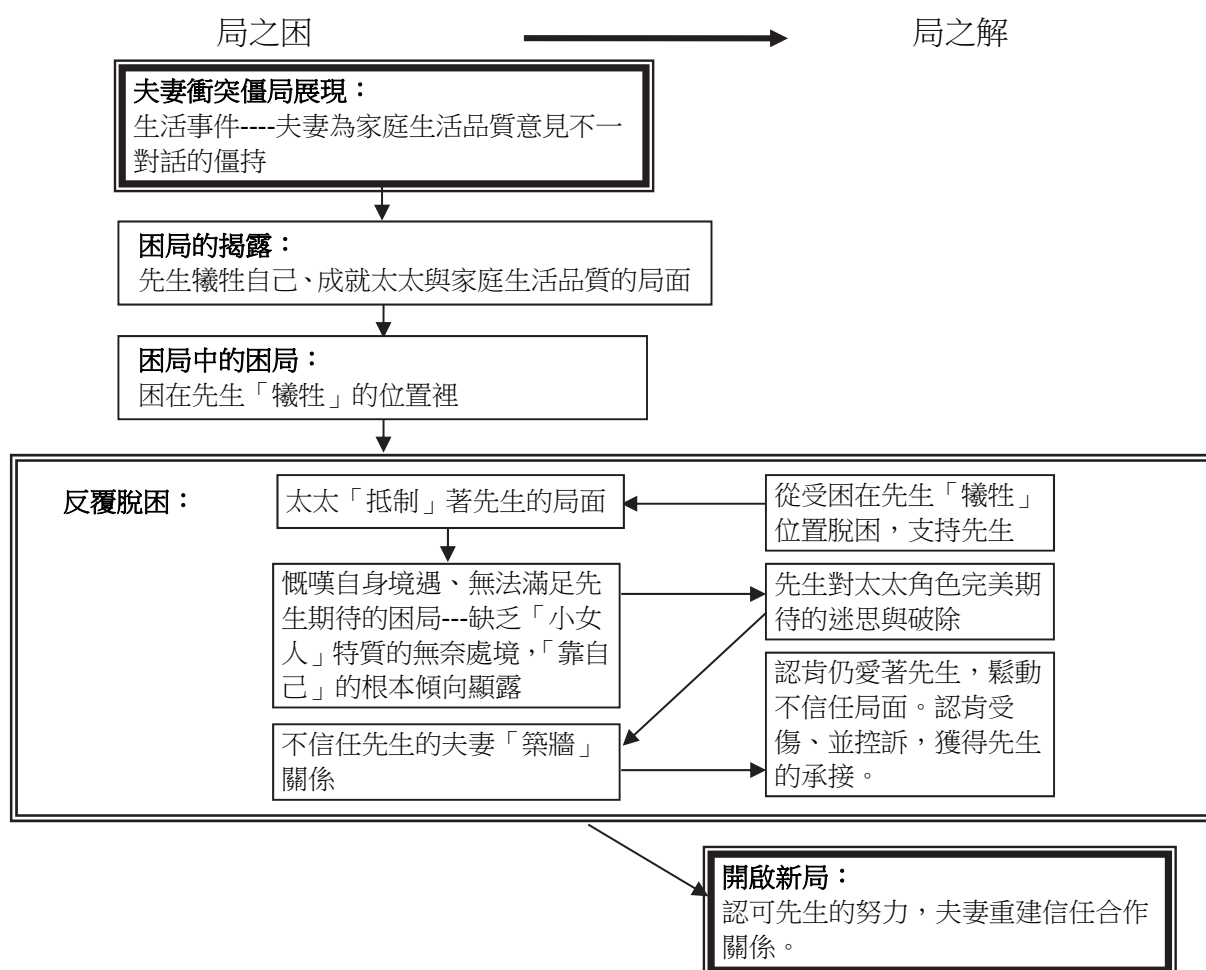 局之困
局之解
夫妻衝突僵局展現：
生活事件----夫妻為家庭生活品質意見不一
對話的僵持
困局的揭露：
先生犧牲自己、成就太太與家庭生活品質的局面
困局中的困局：
困在先生「犧牲」的位置裡
反覆脫困：
太太「抵制」著先生的局面
從受困在先生「犧牲」
位置脫困，支持先生
慨嘆自身境遇、無法滿足先
生期待的困局---缺乏「小女
人」特質的無奈處境，「靠自
己」的根本傾向顯露
先生對太太角色完美期
待的迷思與破除
不信任先生的夫妻「築牆」
關係
認肯仍愛著先生，鬆動
不信任局面。認肯受
傷、並控訴，獲得先生
的承接。
開啟新局：
認可先生的努力，夫妻重建信任合作
關係。